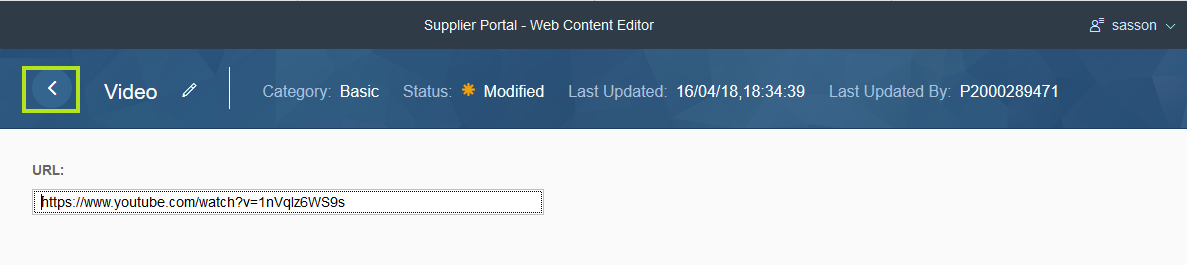 Supplier Portal - Web Content Editor
sasson
Video
Category: Basic Status: Modified Last Updated: 16/04/18,18:34:39 Last Updated By: P2000289471
URL:
https://www.youtube.com/watch?v=1nVqlz6WS9s